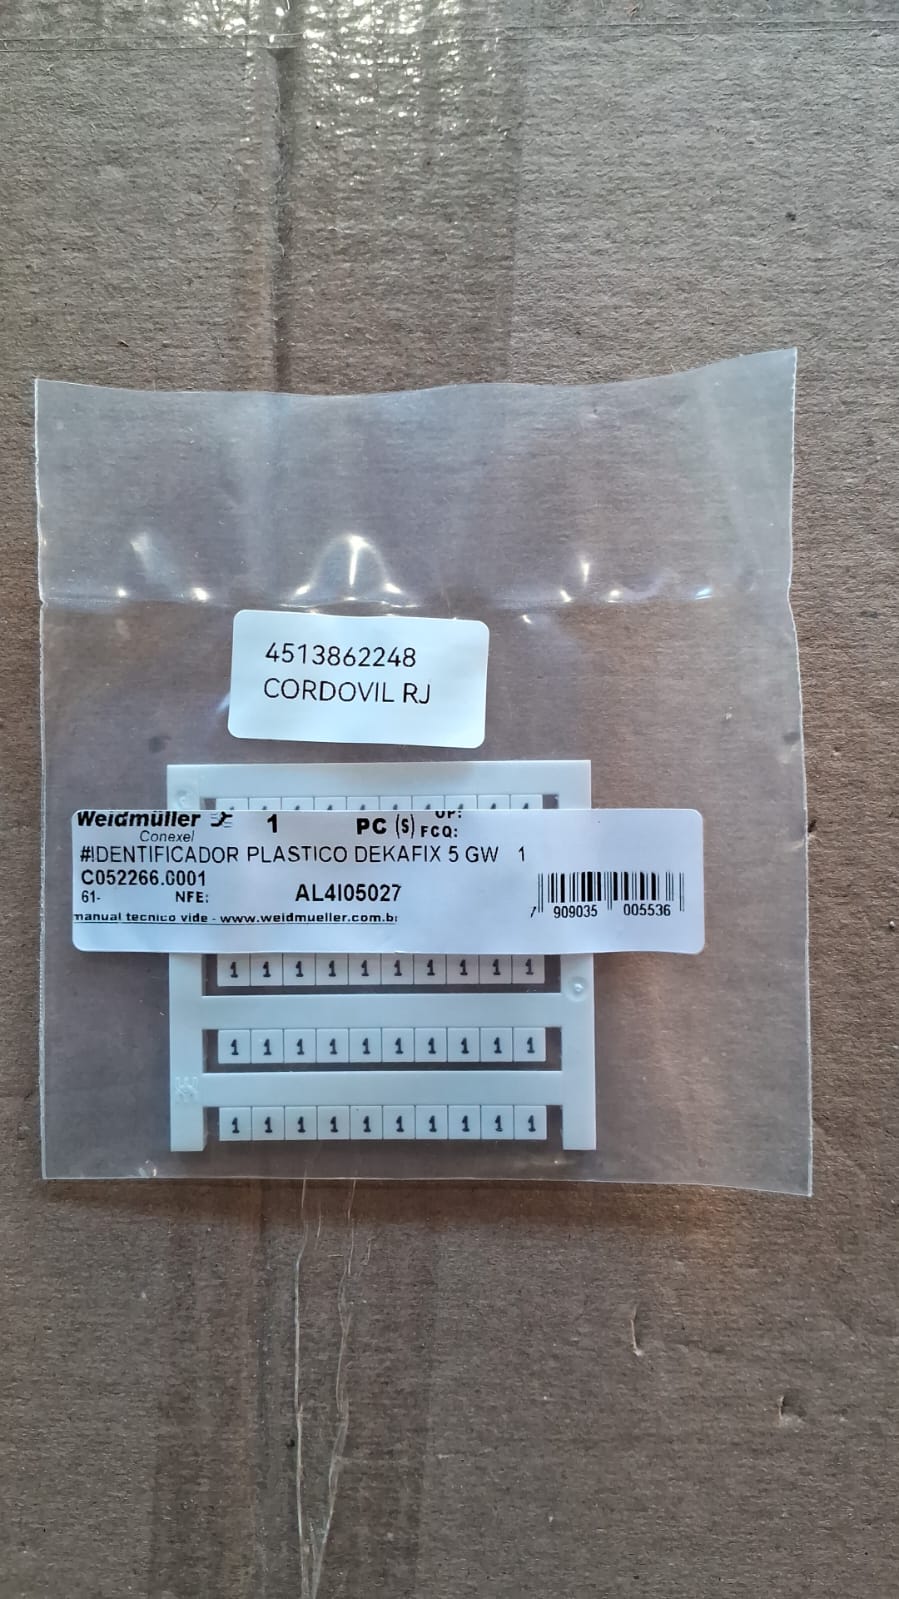 4513862248
CORDOVIL RJ
Weidmüller
Conexel
1 PC (S) OP:
FCQ:
#IDENTIFICADOR PLASTICO DEKAFIX 5 GW 1
C052266.0001
61- NFE: AL4I05027
manual tecnico vide - www.weidmueller.com.br
7 909035 005536
1 1 1 1 1 1 1 1 1 1
1 1 1 1 1 1 1 1 1 1
1 1 1 1 1 1 1 1 1 1